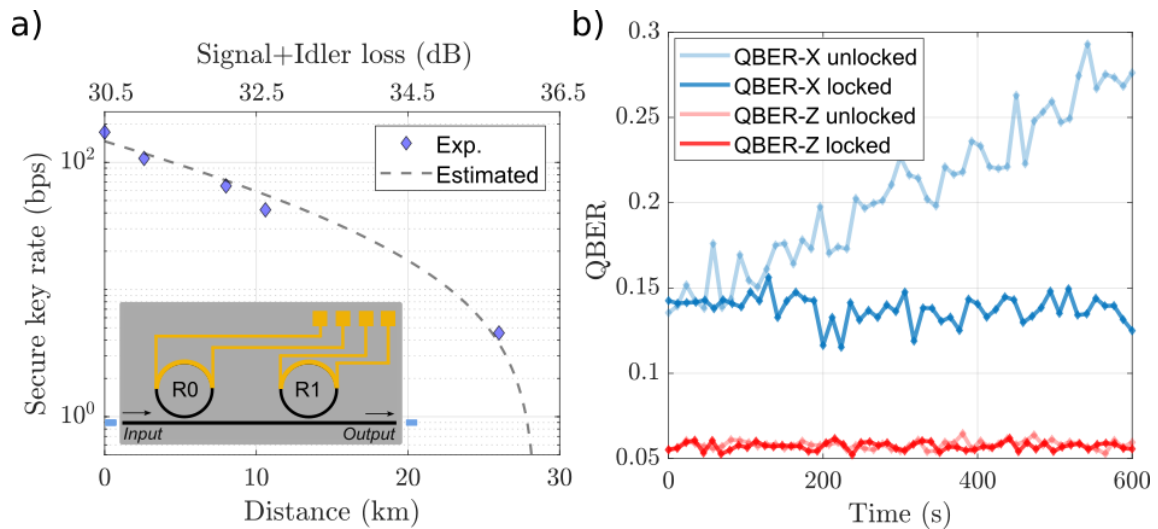 a)
Signal+Idler loss (dB)
30.5 32.5 34.5 36.5
Secure key rate (bps)
10²
10⁰
Exp.
Estimated
R0 R1
Input Output
0 10 20 30
Distance (km)
b)
QBER
0.3
0.25
0.2
0.15
0.1
0.05
QBER-X unlocked
QBER-X locked
QBER-Z unlocked
QBER-Z locked
0 200 400 600
Time (s)